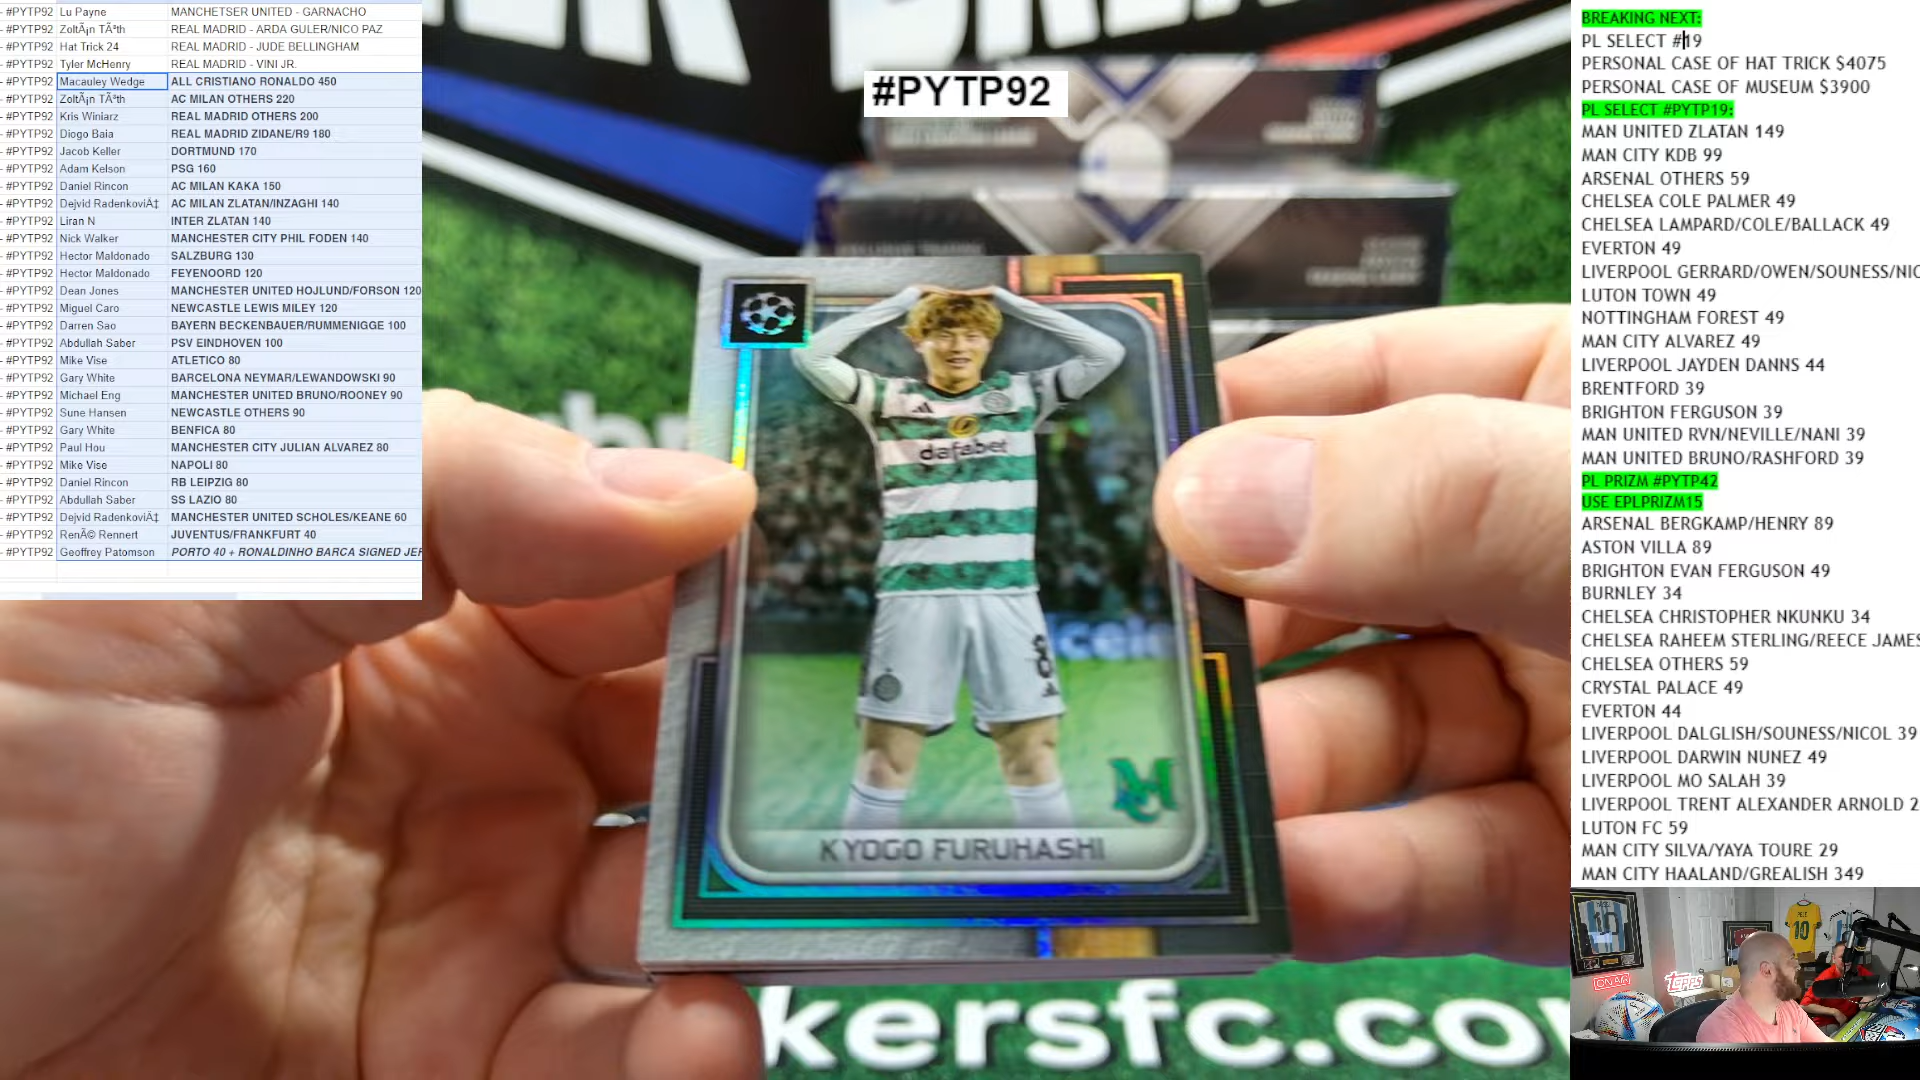 - #PYTP92 Lu Payne MANCHETSER UNITED - GARNACHO
- #PYTP92 ZoltÃ¡n TÃ³th REAL MADRID - ARDA GULER/NICO PAZ
- #PYTP92 Hat Trick 24 REAL MADRID - JUDE BELLINGHAM
- #PYTP92 Tyler McHenry REAL MADRID - VINI JR.
- #PYTP92 Macauley Wedge ALL CRISTIANO RONALDO 450
- #PYTP92 ZoltÃ¡n TÃ³th AC MILAN OTHERS 220
- #PYTP92 Kris Winiarz REAL MADRID OTHERS 200
- #PYTP92 Diogo Baia REAL MADRID ZIDANE/R9 180
- #PYTP92 Jacob Keller DORTMUND 170
- #PYTP92 Adam Kelson PSG 160
- #PYTP92 Daniel Rincon AC MILAN KAKA 150
- #PYTP92 Dejvid RadenkoviÄ‡ AC MILAN ZLATAN/INZAGHI 140
- #PYTP92 Liran N INTER ZLATAN 140
- #PYTP92 Nick Walker MANCHESTER CITY PHIL FODEN 140
- #PYTP92 Hector Maldonado SALZBURG 130
- #PYTP92 Hector Maldonado FEYENOORD 120
- #PYTP92 Dean Jones MANCHESTER UNITED HOJLUND/FORSON 120
- #PYTP92 Miguel Caro NEWCASTLE LEWIS MILEY 120
- #PYTP92 Darren Sao BAYERN BECKENBAUER/RUMMENIGGE 100
- #PYTP92 Abdullah Saber PSV EINDHOVEN 100
- #PYTP92 Mike Vise ATLETICO 80
- #PYTP92 Gary White BARCELONA NEYMAR/LEWANDOWSKI 90
- #PYTP92 Michael Eng MANCHESTER UNITED BRUNO/ROONEY 90
- #PYTP92 Sune Hansen NEWCASTLE OTHERS 90
- #PYTP92 Gary White BENFICA 80
- #PYTP92 Paul Hou MANCHESTER CITY JULIAN ALVAREZ 80
- #PYTP92 Mike Vise NAPOLI 80
- #PYTP92 Daniel Rincon RB LEIPZIG 80
- #PYTP92 Abdullah Saber SS LAZIO 80
- #PYTP92 Dejvid RadenkoviÄ‡ MANCHESTER UNITED SCHOLES/KEANE 60
- #PYTP92 RenÃ© Rennert JUVENTUS/FRANKFURT 40
- #PYTP92 Geoffrey Patomson PORTO 40 + RONALDINHO BARCA SIGNED JER
#PYTP92
dafabet
8
M
KYOGO FURUHASHI
kersfc.co
BREAKING NEXT:
PL SELECT #19
PERSONAL CASE OF HAT TRICK $4075
PERSONAL CASE OF MUSEUM $3900
PL SELECT #PYTP19:
MAN UNITED ZLATAN 149
MAN CITY KDB 99
ARSENAL OTHERS 59
CHELSEA COLE PALMER 49
CHELSEA LAMPARD/COLE/BALLACK 49
EVERTON 49
LIVERPOOL GERRARD/OWEN/SOUNESS/NIC
LUTON TOWN 49
NOTTINGHAM FOREST 49
MAN CITY ALVAREZ 49
LIVERPOOL JAYDEN DANNS 44
BRENTFORD 39
BRIGHTON FERGUSON 39
MAN UNITED RVN/NEVILLE/NANI 39
MAN UNITED BRUNO/RASHFORD 39
PL PRIZM #PYTP42
USE EPLPRIZM15
ARSENAL BERGKAMP/HENRY 89
ASTON VILLA 89
BRIGHTON EVAN FERGUSON 49
BURNLEY 34
CHELSEA CHRISTOPHER NKUNKU 34
CHELSEA RAHEEM STERLING/REECE JAMES
CHELSEA OTHERS 59
CRYSTAL PALACE 49
EVERTON 44
LIVERPOOL DALGLISH/SOUNESS/NICOL 39
LIVERPOOL DARWIN NUNEZ 49
LIVERPOOL MO SALAH 39
LIVERPOOL TRENT ALEXANDER ARNOLD 2
LUTON FC 59
MAN CITY SILVA/YAYA TOURE 29
MAN CITY HAALAND/GREALISH 349
10
10
ON AIR
TOPPS